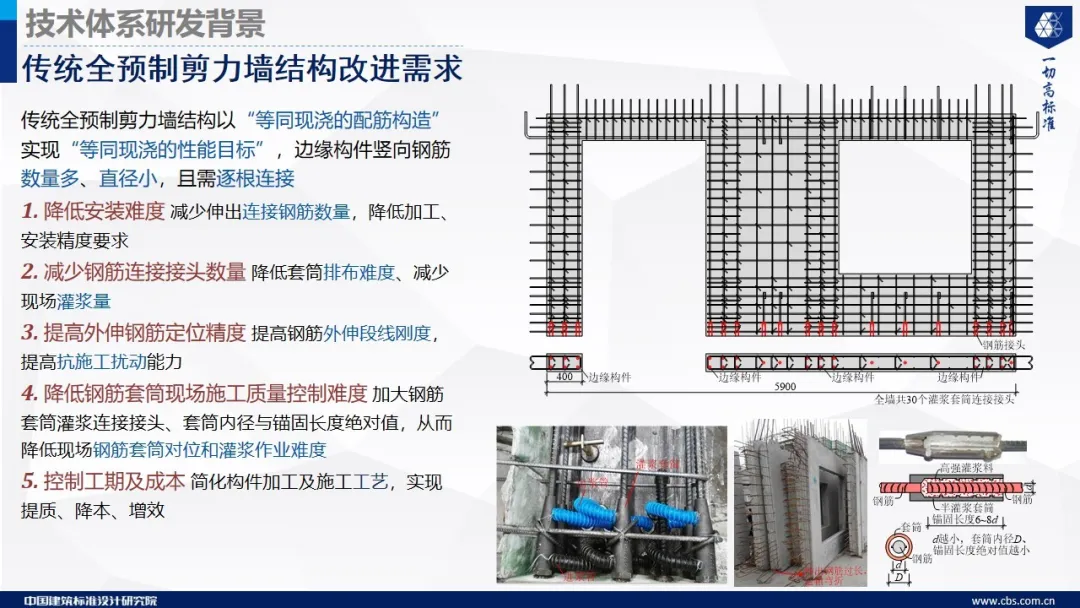 技术体系研发背景
传统全预制剪力墙结构改进需求
一切高标准
传统全预制剪力墙结构以“等同现浇的配筋构造”
实现“等同现浇的性能目标”，边缘构件竖向钢筋
数量多、直径小，且需逐根连接
1. 降低安装难度 减少伸出连接钢筋数量，降低加工、
安装精度要求
2. 减少钢筋连接接头数量 降低套筒排布难度、减少
现场灌浆量
3. 提高外伸钢筋定位精度 提高钢筋外伸段线刚度，
提高抗施工扰动能力
4. 降低钢筋套筒现场施工质量控制难度 加大钢筋
套筒灌浆连接接头、套筒内径与锚固长度绝对值，从而
降低现场钢筋套筒对位和灌浆作业难度
5. 控制工期及成本 简化构件加工及施工工艺，实现
提质、降本、增效
钢筋接头
400
边缘构件
边缘构件
边缘构件
边缘构件
5900
全墙共30个灌浆套筒连接接头
高强灌浆料
钢筋
钢筋
半灌浆套筒
锚固长度6~8d
套筒
钢筋
d
D
d越小，套筒内径D、
锚固长度绝对值越小
中国建筑标准设计研究院
www.cbs.com.cn